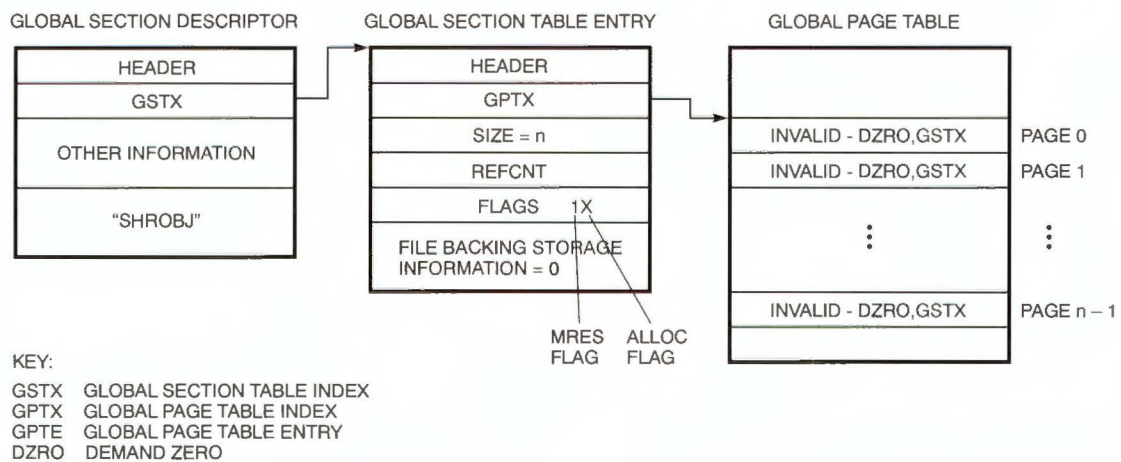 GLOBAL SECTION DESCRIPTOR
HEADER
GSTX
OTHER INFORMATION
“SHROBJ”
GLOBAL SECTION TABLE ENTRY
HEADER
GPTX
SIZE = n
REFCNT
FLAGS 1X
FILE BACKING STORAGE
INFORMATION = 0
MRES
FLAG
ALLOC
FLAG
GLOBAL PAGE TABLE
INVALID - DZRO,GSTX PAGE 0
INVALID - DZRO,GSTX PAGE 1
INVALID - DZRO,GSTX PAGE n – 1
KEY:
GSTX GLOBAL SECTION TABLE INDEX
GPTX GLOBAL PAGE TABLE INDEX
GPTE GLOBAL PAGE TABLE ENTRY
DZRO DEMAND ZERO